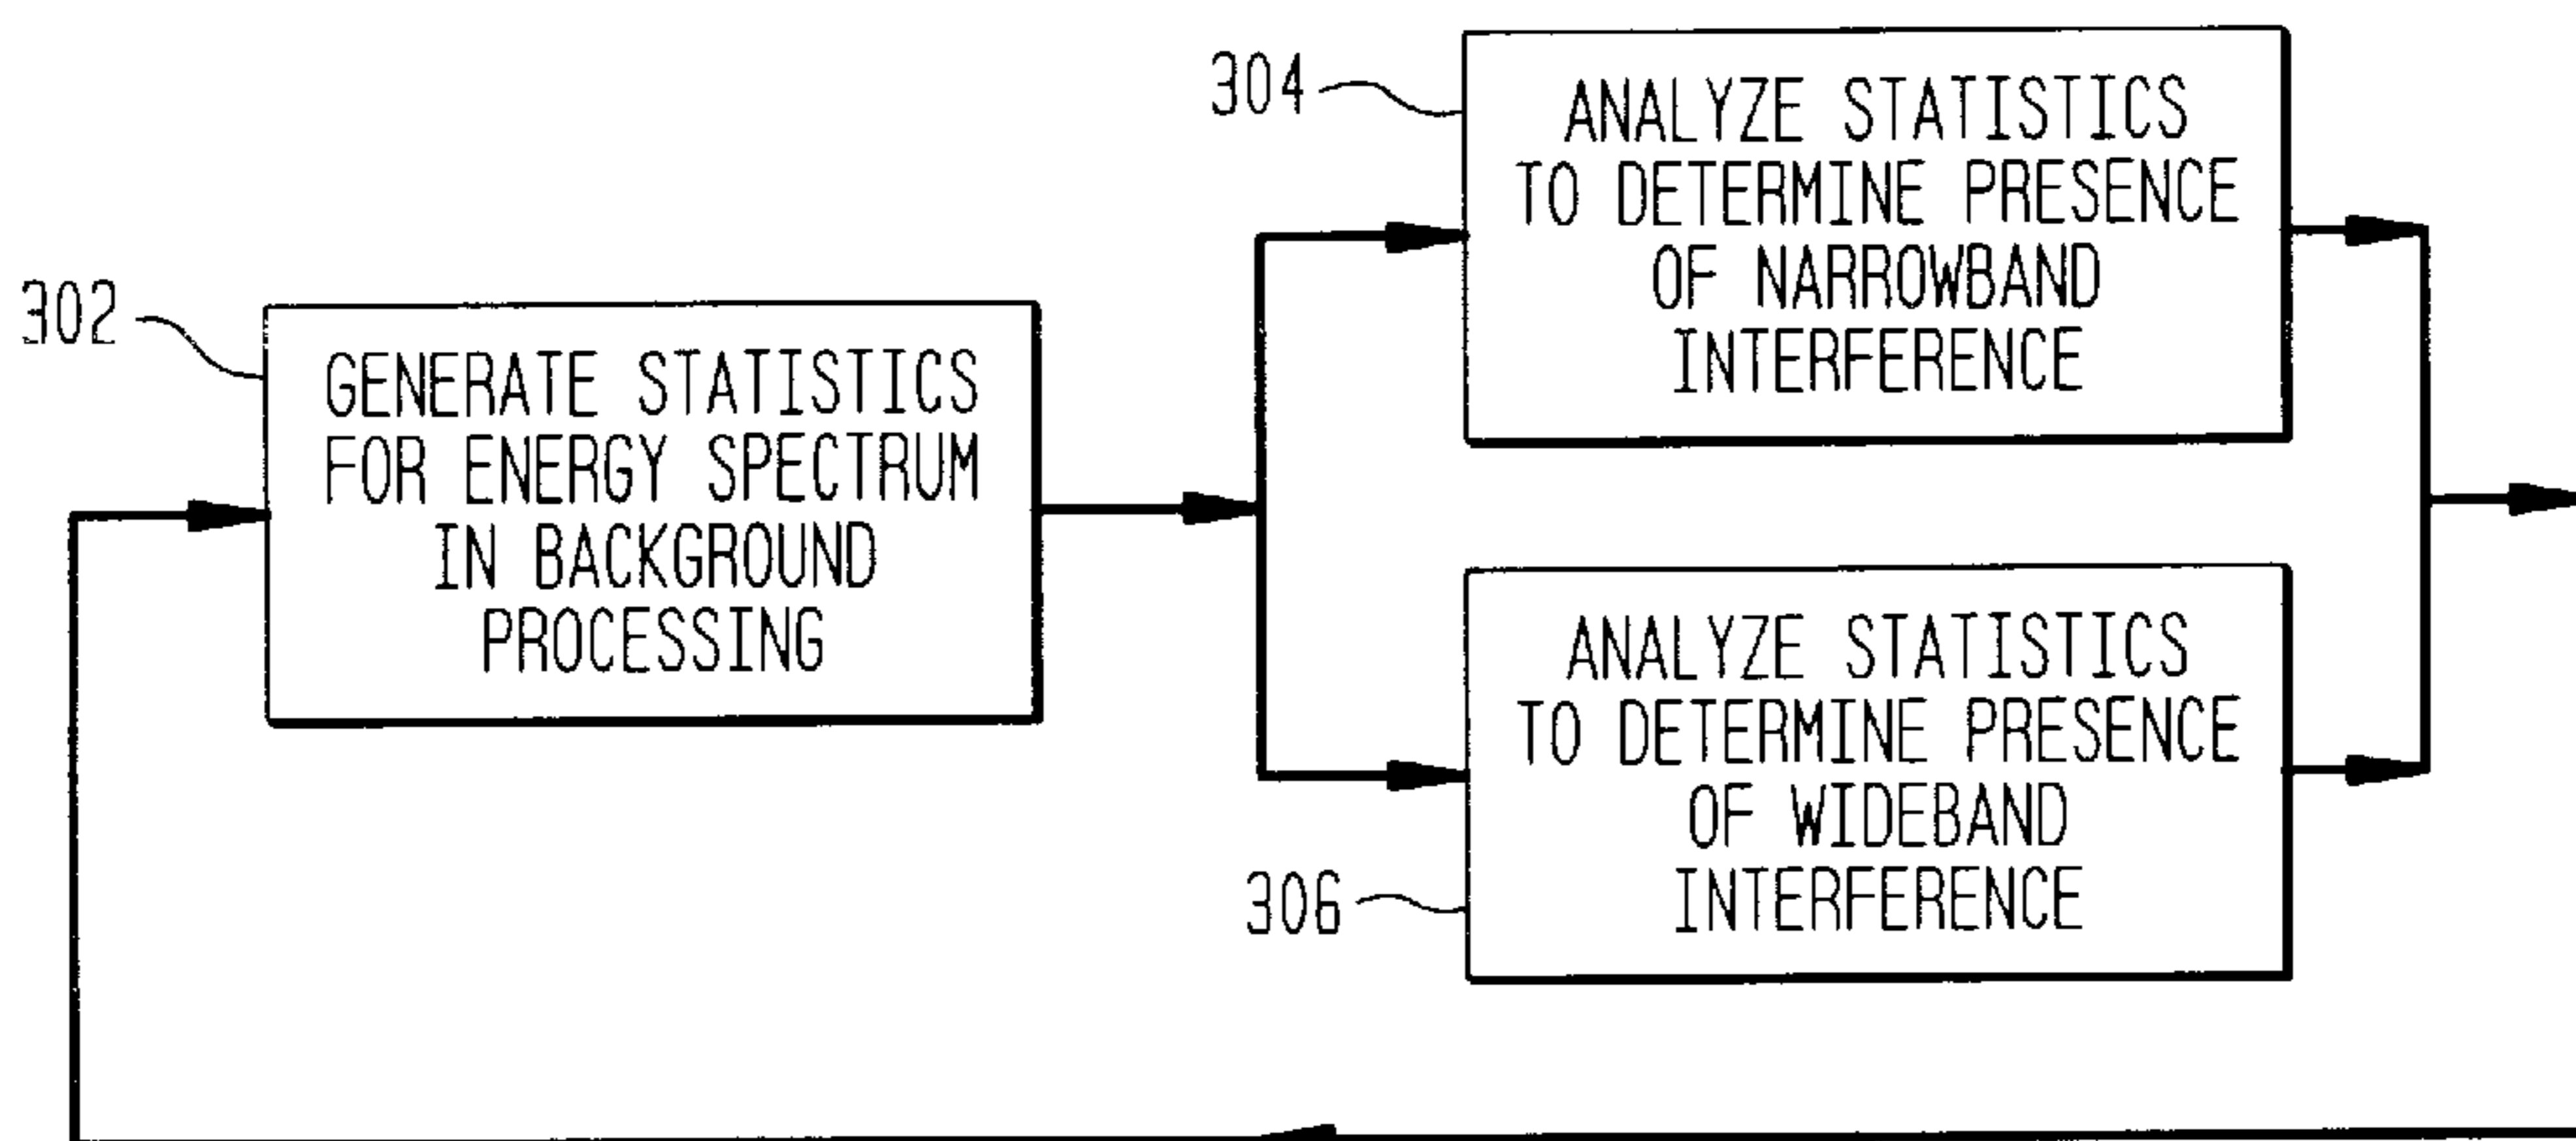 302
GENERATE STATISTICS
FOR ENERGY SPECTRUM
IN BACKGROUND
PROCESSING
304
ANALYZE STATISTICS
TO DETERMINE PRESENCE
OF NARROWBAND
INTERFERENCE
306
ANALYZE STATISTICS
TO DETERMINE PRESENCE
OF WIDEBAND
INTERFERENCE